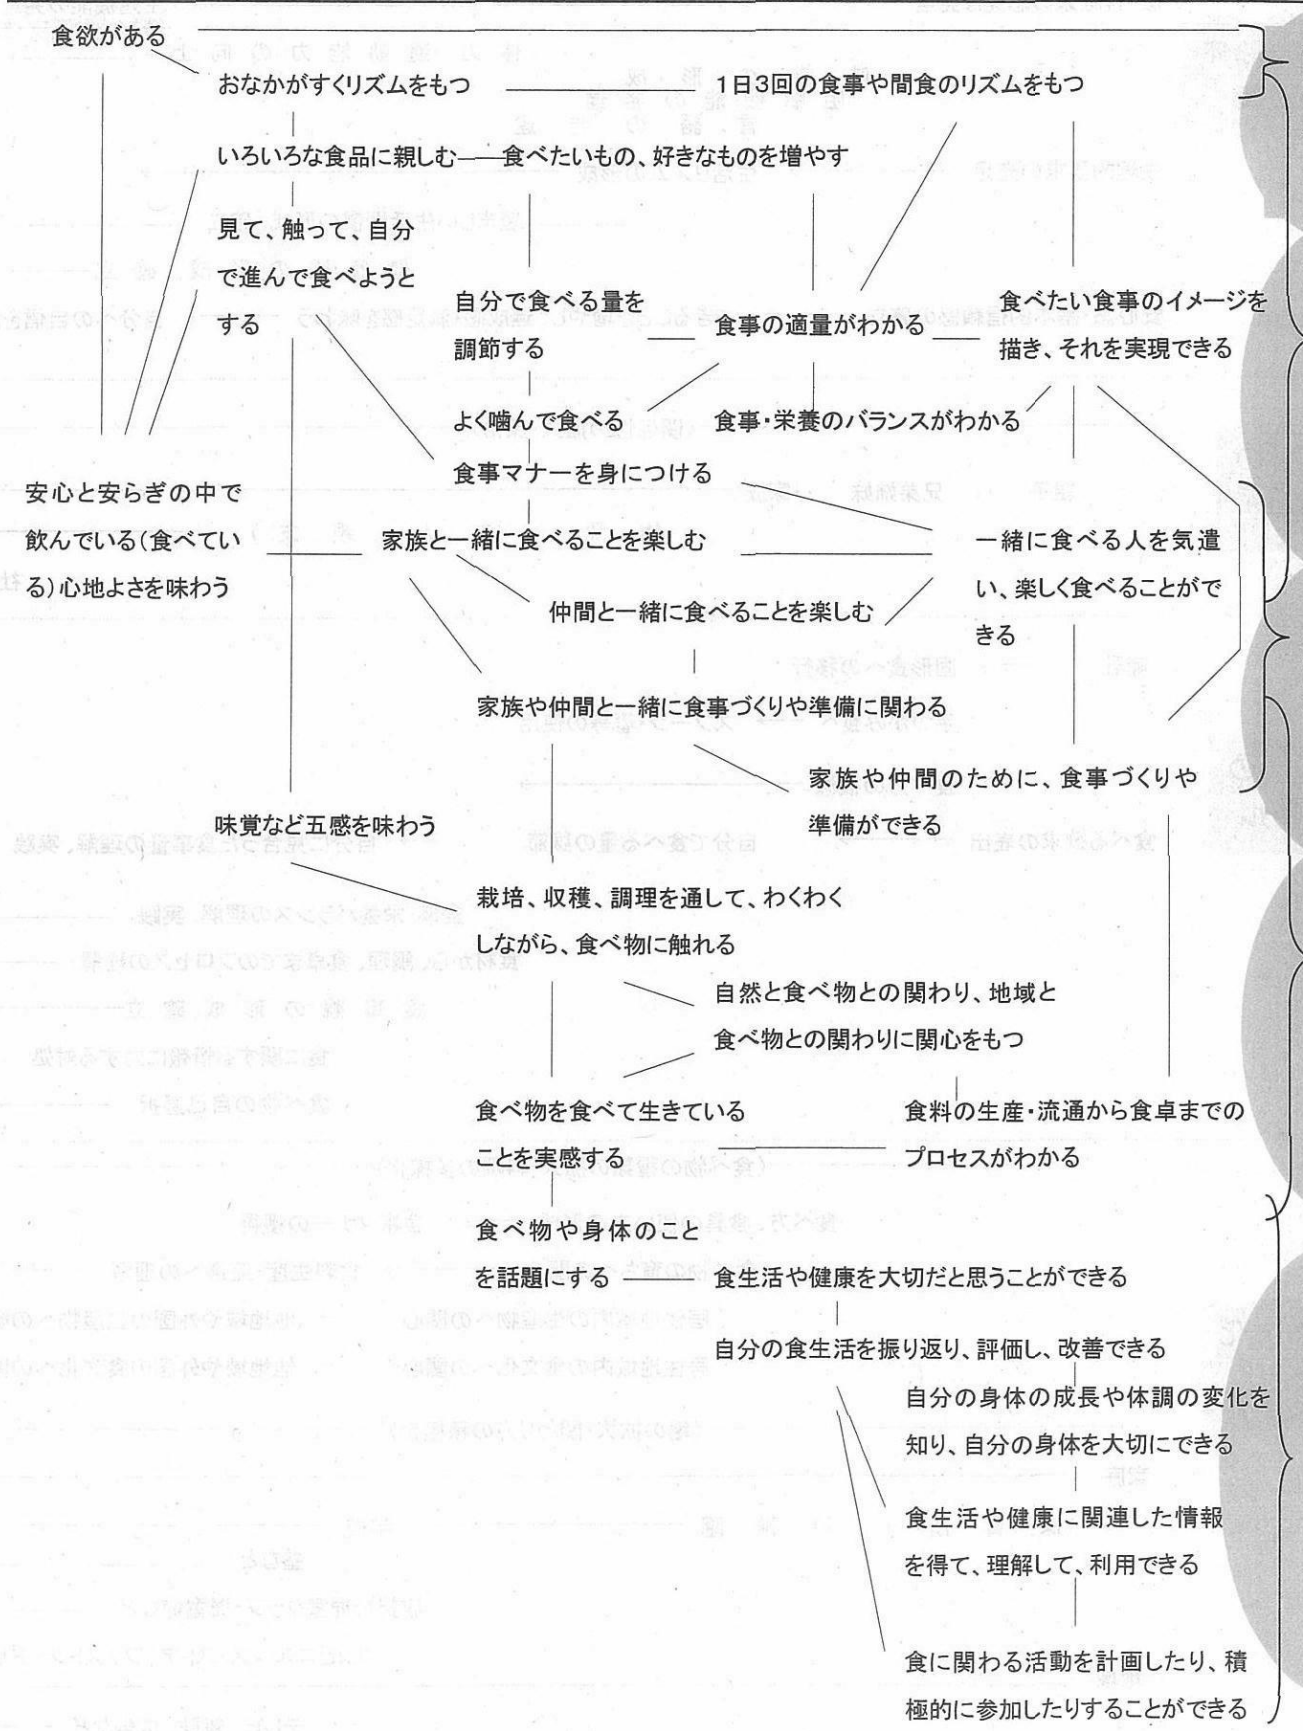 食欲がある
おなかがすくリズムをもつ
1日3回の食事や間食のリズムをもつ
いろいろな食品に親しむ
食べたいもの、好きなものを増やす
見て、触って、自分
で進んで食べようと
する
自分で食べる量を
調節する
食事の適量がわかる
食べたい食事のイメージを
描き、それを実現できる
よく噛んで食べる
食事・栄養のバランスがわかる
食事マナーを身につける
安心と安らぎの中で
飲んでいる(食べてい
る)心地よさを味わう
家族と一緒に食べることを楽しむ
一緒に食べる人を気遣
い、楽しく食べることがで
きる
仲間と一緒に食べることを楽しむ
家族や仲間と一緒に食事づくりや準備に関わる
家族や仲間のために、食事づくりや
準備ができる
味覚など五感を味わう
栽培、収穫、調理を通して、わくわく
しながら、食べ物に触れる
自然と食べ物との関わり、地域と
食べ物との関わりに関心をもつ
食べ物を食べて生きている
ことを実感する
食料の生産・流通から食卓までの
プロセスがわかる
食べ物や身体のこと
を話題にする
食生活や健康を大切だと思うことができる
自分の食生活を振り返り、評価し、改善できる
自分の身体の成長や体調の変化を
知り、自分の身体を大切にできる
食生活や健康に関連した情報
を得て、理解して、利用できる
食に関わる活動を計画したり、積
極的に参加したりすることができる